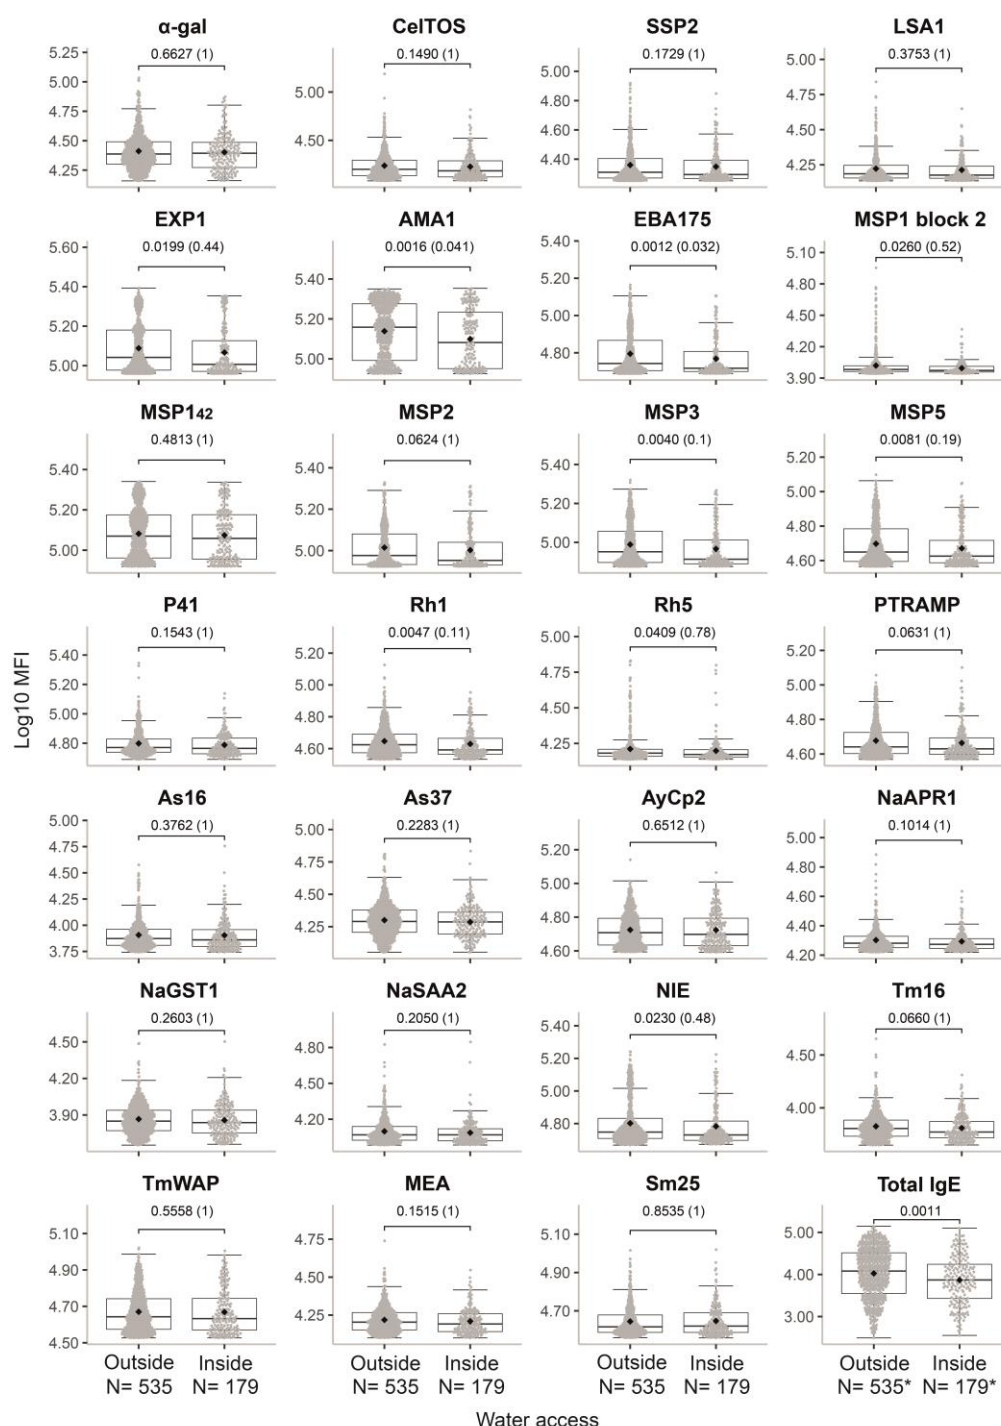 α-gal CelTOS SSP2 LSA1
0.6627 (1) 0.1490 (1) 0.1729 (1) 0.3753 (1)
5.25 5.00 4.75 4.50 4.25
5.00 4.50
5.00 4.80 4.60 4.40
5.00 4.75 4.50 4.25
EXP1 AMA1 EBA175 MSP1 block 2
0.0199 (0.44) 0.0016 (0.041) 0.0012 (0.032) 0.0260 (0.52)
5.60 5.40 5.20 5.00
5.40 5.20 5.00
5.40 5.20 4.80
5.10 4.80 4.50 4.20 3.90
MSP142 MSP2 MSP3 MSP5
0.4813 (1) 0.0624 (1) 0.0040 (0.1) 0.0081 (0.19)
5.40 5.20 5.00
5.40 5.20 5.00
5.40 5.20 5.00
5.20 5.00 4.80 4.60
P41 Rh1 Rh5 PTRAMP
0.1543 (1) 0.0047 (0.11) 0.0409 (0.78) 0.0631 (1)
5.40 5.20 5.00 4.80
5.20 5.00 4.80 4.60
5.00 4.75 4.50 4.25
5.20 5.00 4.80 4.60
Log10 MFI
As16 As37 AyCp2 NaAPR1
0.3762 (1) 0.2283 (1) 0.6512 (1) 0.1014 (1)
5.00 4.75 4.50 4.25 4.00 3.75
5.00 4.75 4.50 4.25
5.20 5.00 4.80 4.60
5.00 4.80 4.60 4.40 4.20
NaGST1 NaSAA2 NIE Tm16
0.2603 (1) 0.2050 (1) 0.0230 (0.48) 0.0660 (1)
4.50 4.20 3.90
4.80 4.50 4.20
5.40 5.20 5.00 4.80
4.50 4.00
TmWAP MEA Sm25 Total IgE
0.5558 (1) 0.1515 (1) 0.8535 (1) 0.0011
5.10 4.90 4.70 4.50
4.75 4.50 4.25
5.10 4.90 4.70
5.00 4.00 3.00
Outside Inside Outside Inside Outside Inside Outside Inside
N= 535 N= 179 N= 535 N= 179 N= 535 N= 179 N= 535* N= 179*
Water access